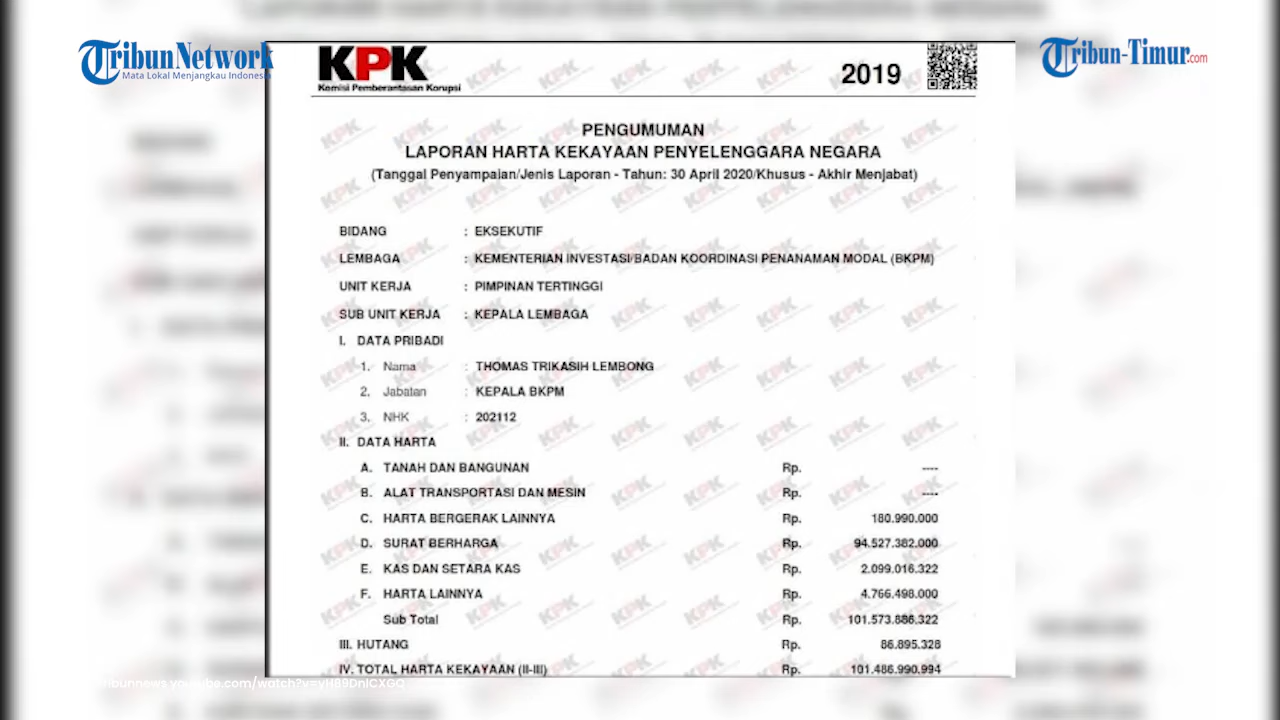 TribunNetwork
Mata Lokal Menjangkau Indonesia
Tribun-Timur.com
KPK
Komisi Pemberantasan Korupsi
2019
PENGUMUMAN
LAPORAN HARTA KEKAYAAN PENYELENGGARA NEGARA
(Tanggal Penyampaian/Jenis Laporan - Tahun: 30 April 2020/Khusus - Akhir Menjabat)
BIDANG : EKSEKUTIF
LEMBAGA : KEMENTERIAN INVESTASI/BADAN KOORDINASI PENANAMAN MODAL (BKPM)
UNIT KERJA : PIMPINAN TERTINGGI
SUB UNIT KERJA : KEPALA LEMBAGA
I. DATA PRIBADI
1. Nama : THOMAS TRIKASIH LEMBONG
2. Jabatan : KEPALA BKPM
3. NHK : 202112
II. DATA HARTA
A. TANAH DAN BANGUNAN Rp. ----
B. ALAT TRANSPORTASI DAN MESIN Rp. ----
C. HARTA BERGERAK LAINNYA Rp. 180.990.000
D. SURAT BERHARGA Rp. 94.527.382.000
E. KAS DAN SETARA KAS Rp. 2.099.016.322
F. HARTA LAINNYA Rp. 4.766.498.000
Sub Total Rp. 101.573.886.322
III. HUTANG Rp. 86.895.328
IV. TOTAL HARTA KEKAYAAN (II-III) Rp. 101.486.990.994